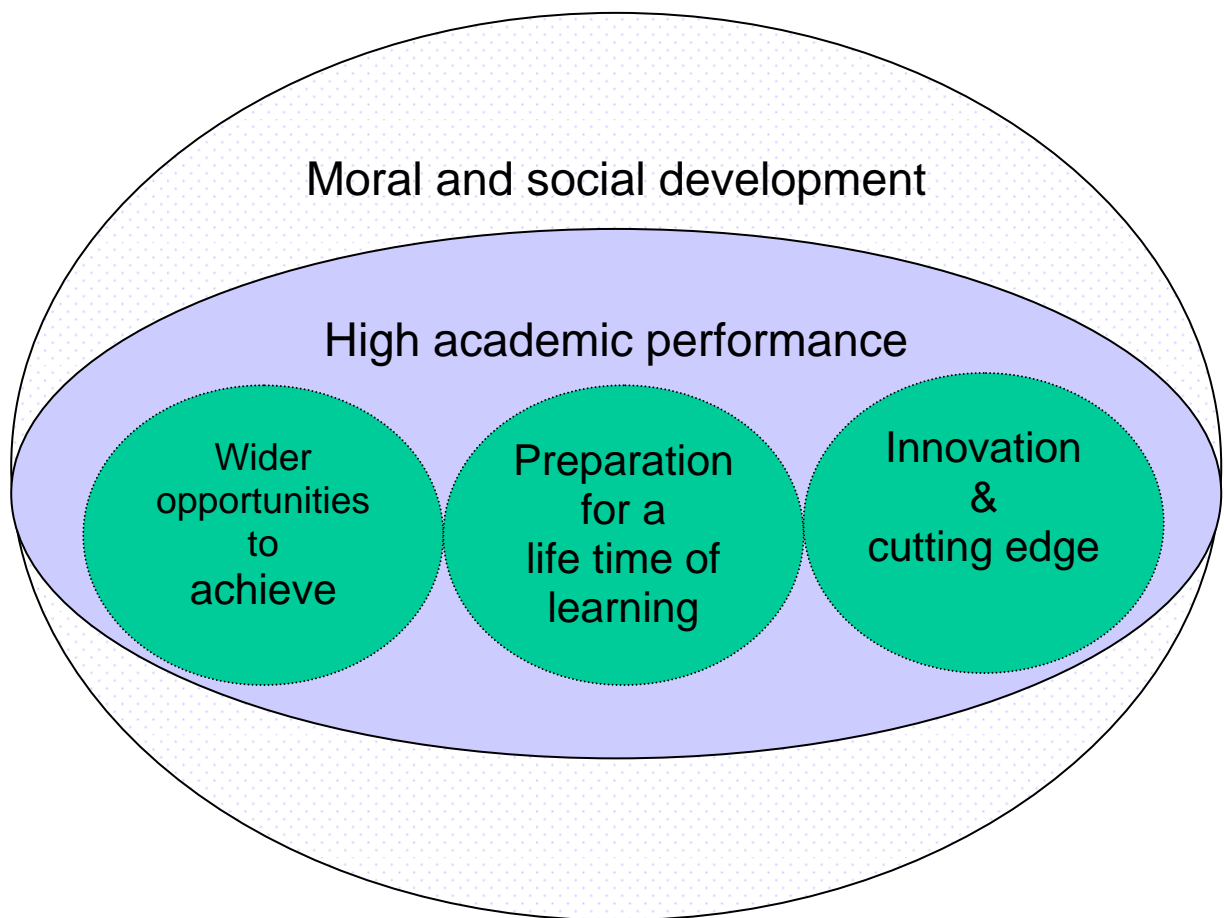 Moral and social development
High academic performance
Wider
opportunities
to
achieve
Preparation
for a
life time of
learning
Innovation
&
cutting edge